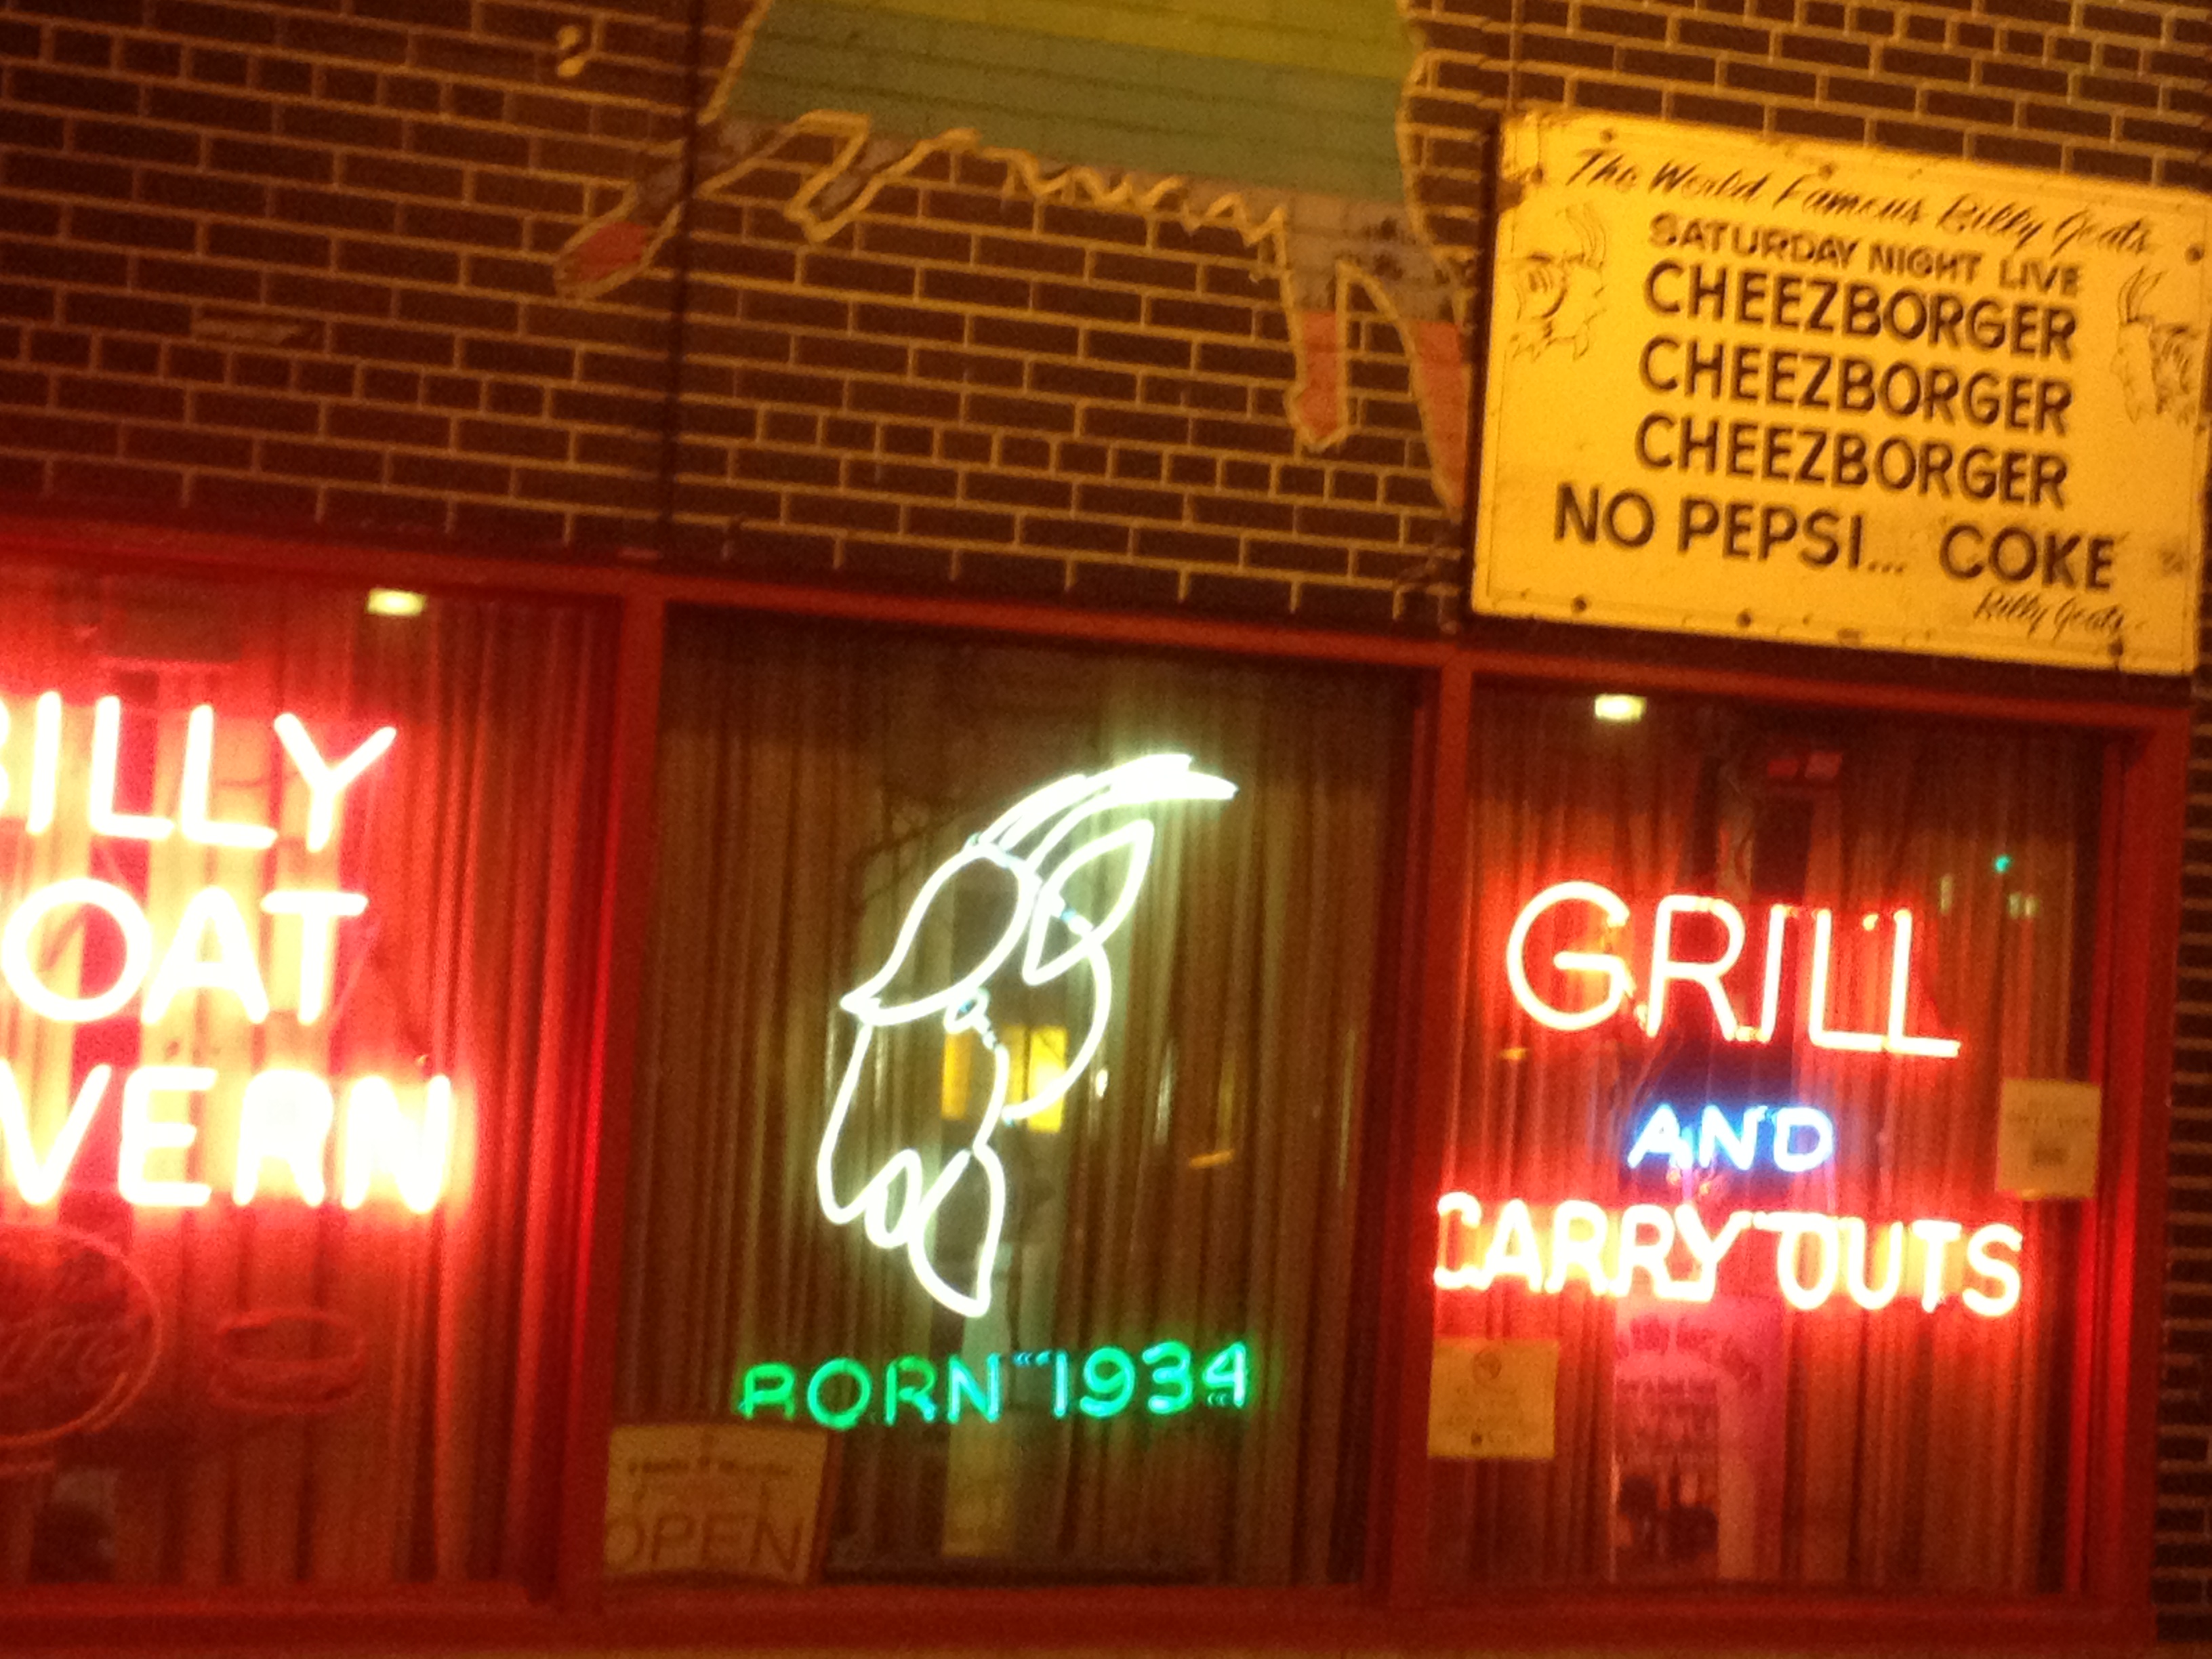 The World Famous Billy Goats
SATURDAY NIGHT LIVE
CHEEZBORGER
CHEEZBORGER
CHEEZBORGER
NO PEPSI... COKE
Billy Goats
BILLY
OAT
VERN
BORN 1934
OPEN
GRILL
AND
CARRY OUTS